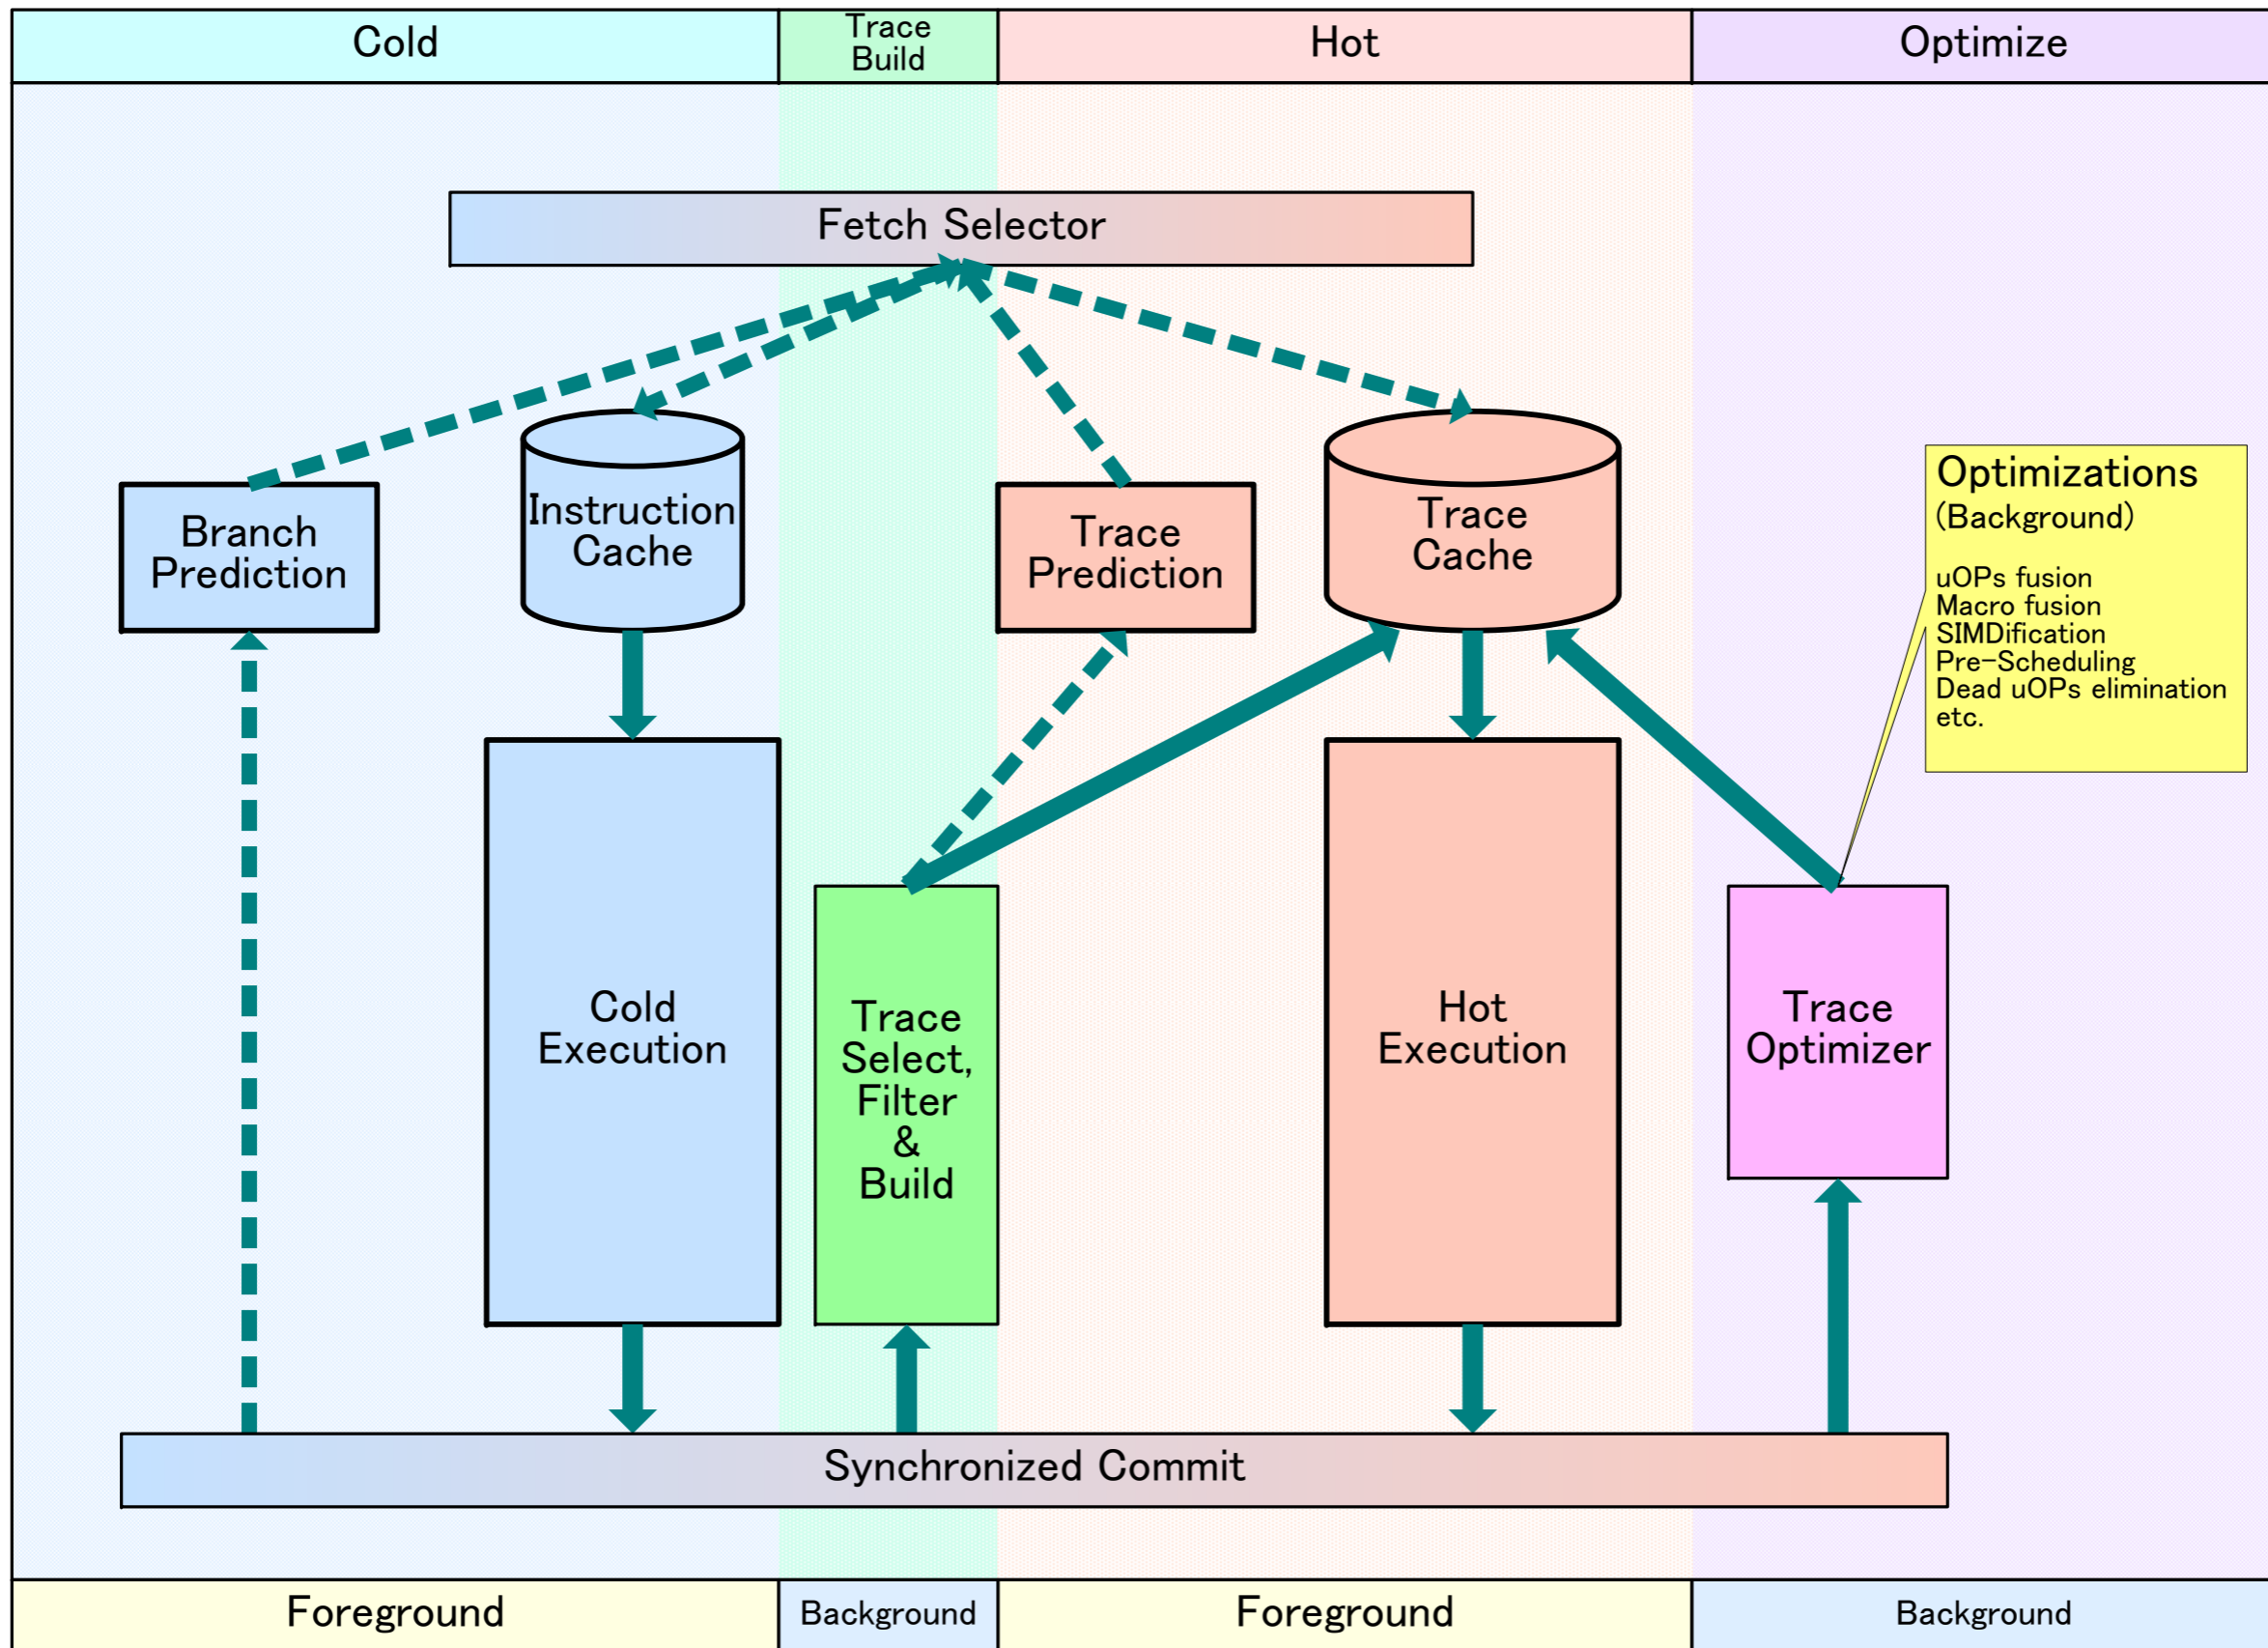 Cold
Trace
Build
Hot
Optimize
Fetch Selector
Branch
Prediction
Instruction
Cache
Trace
Prediction
Trace
Cache
Optimizations
(Background)
uOPs fusion
Macro fusion
SIMDification
Pre-Scheduling
Dead uOPs elimination
etc.
Cold
Execution
Trace
Select,
Filter
&
Build
Hot
Execution
Trace
Optimizer
Synchronized Commit
Foreground
Background
Foreground
Background